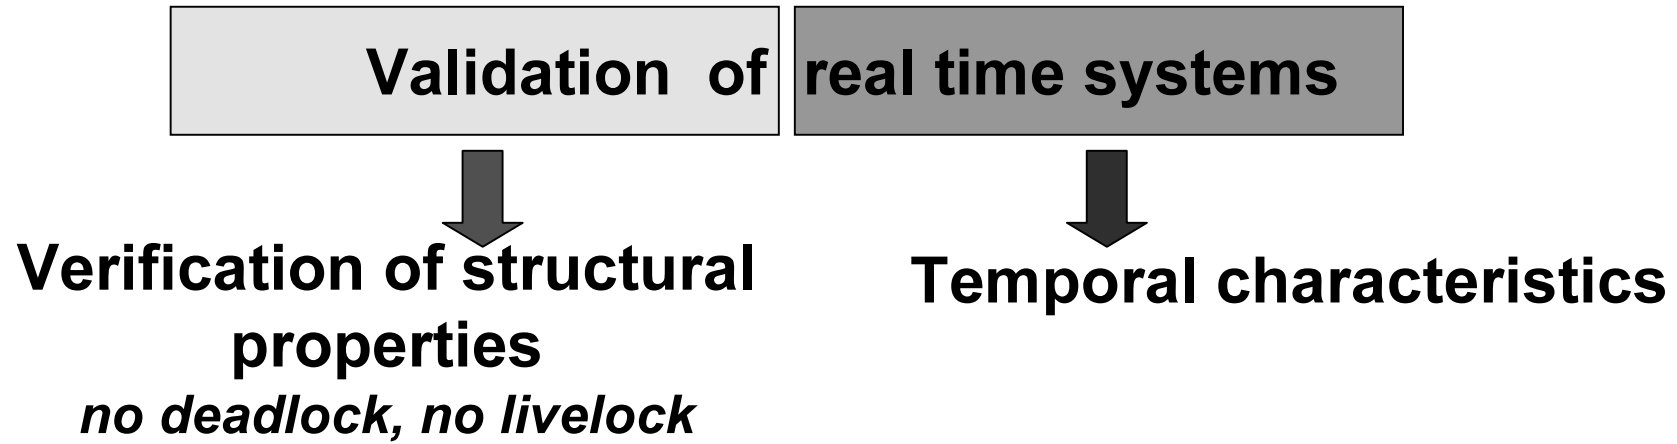 Validation of real time systems
Verification of structural
properties
no deadlock, no livelock
Temporal characteristics